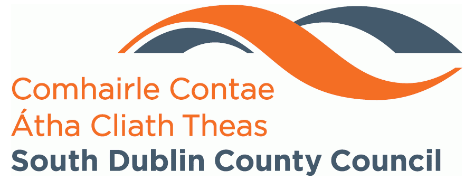 Comhairle Contae
Átha Cliath Theas
South Dublin County Council